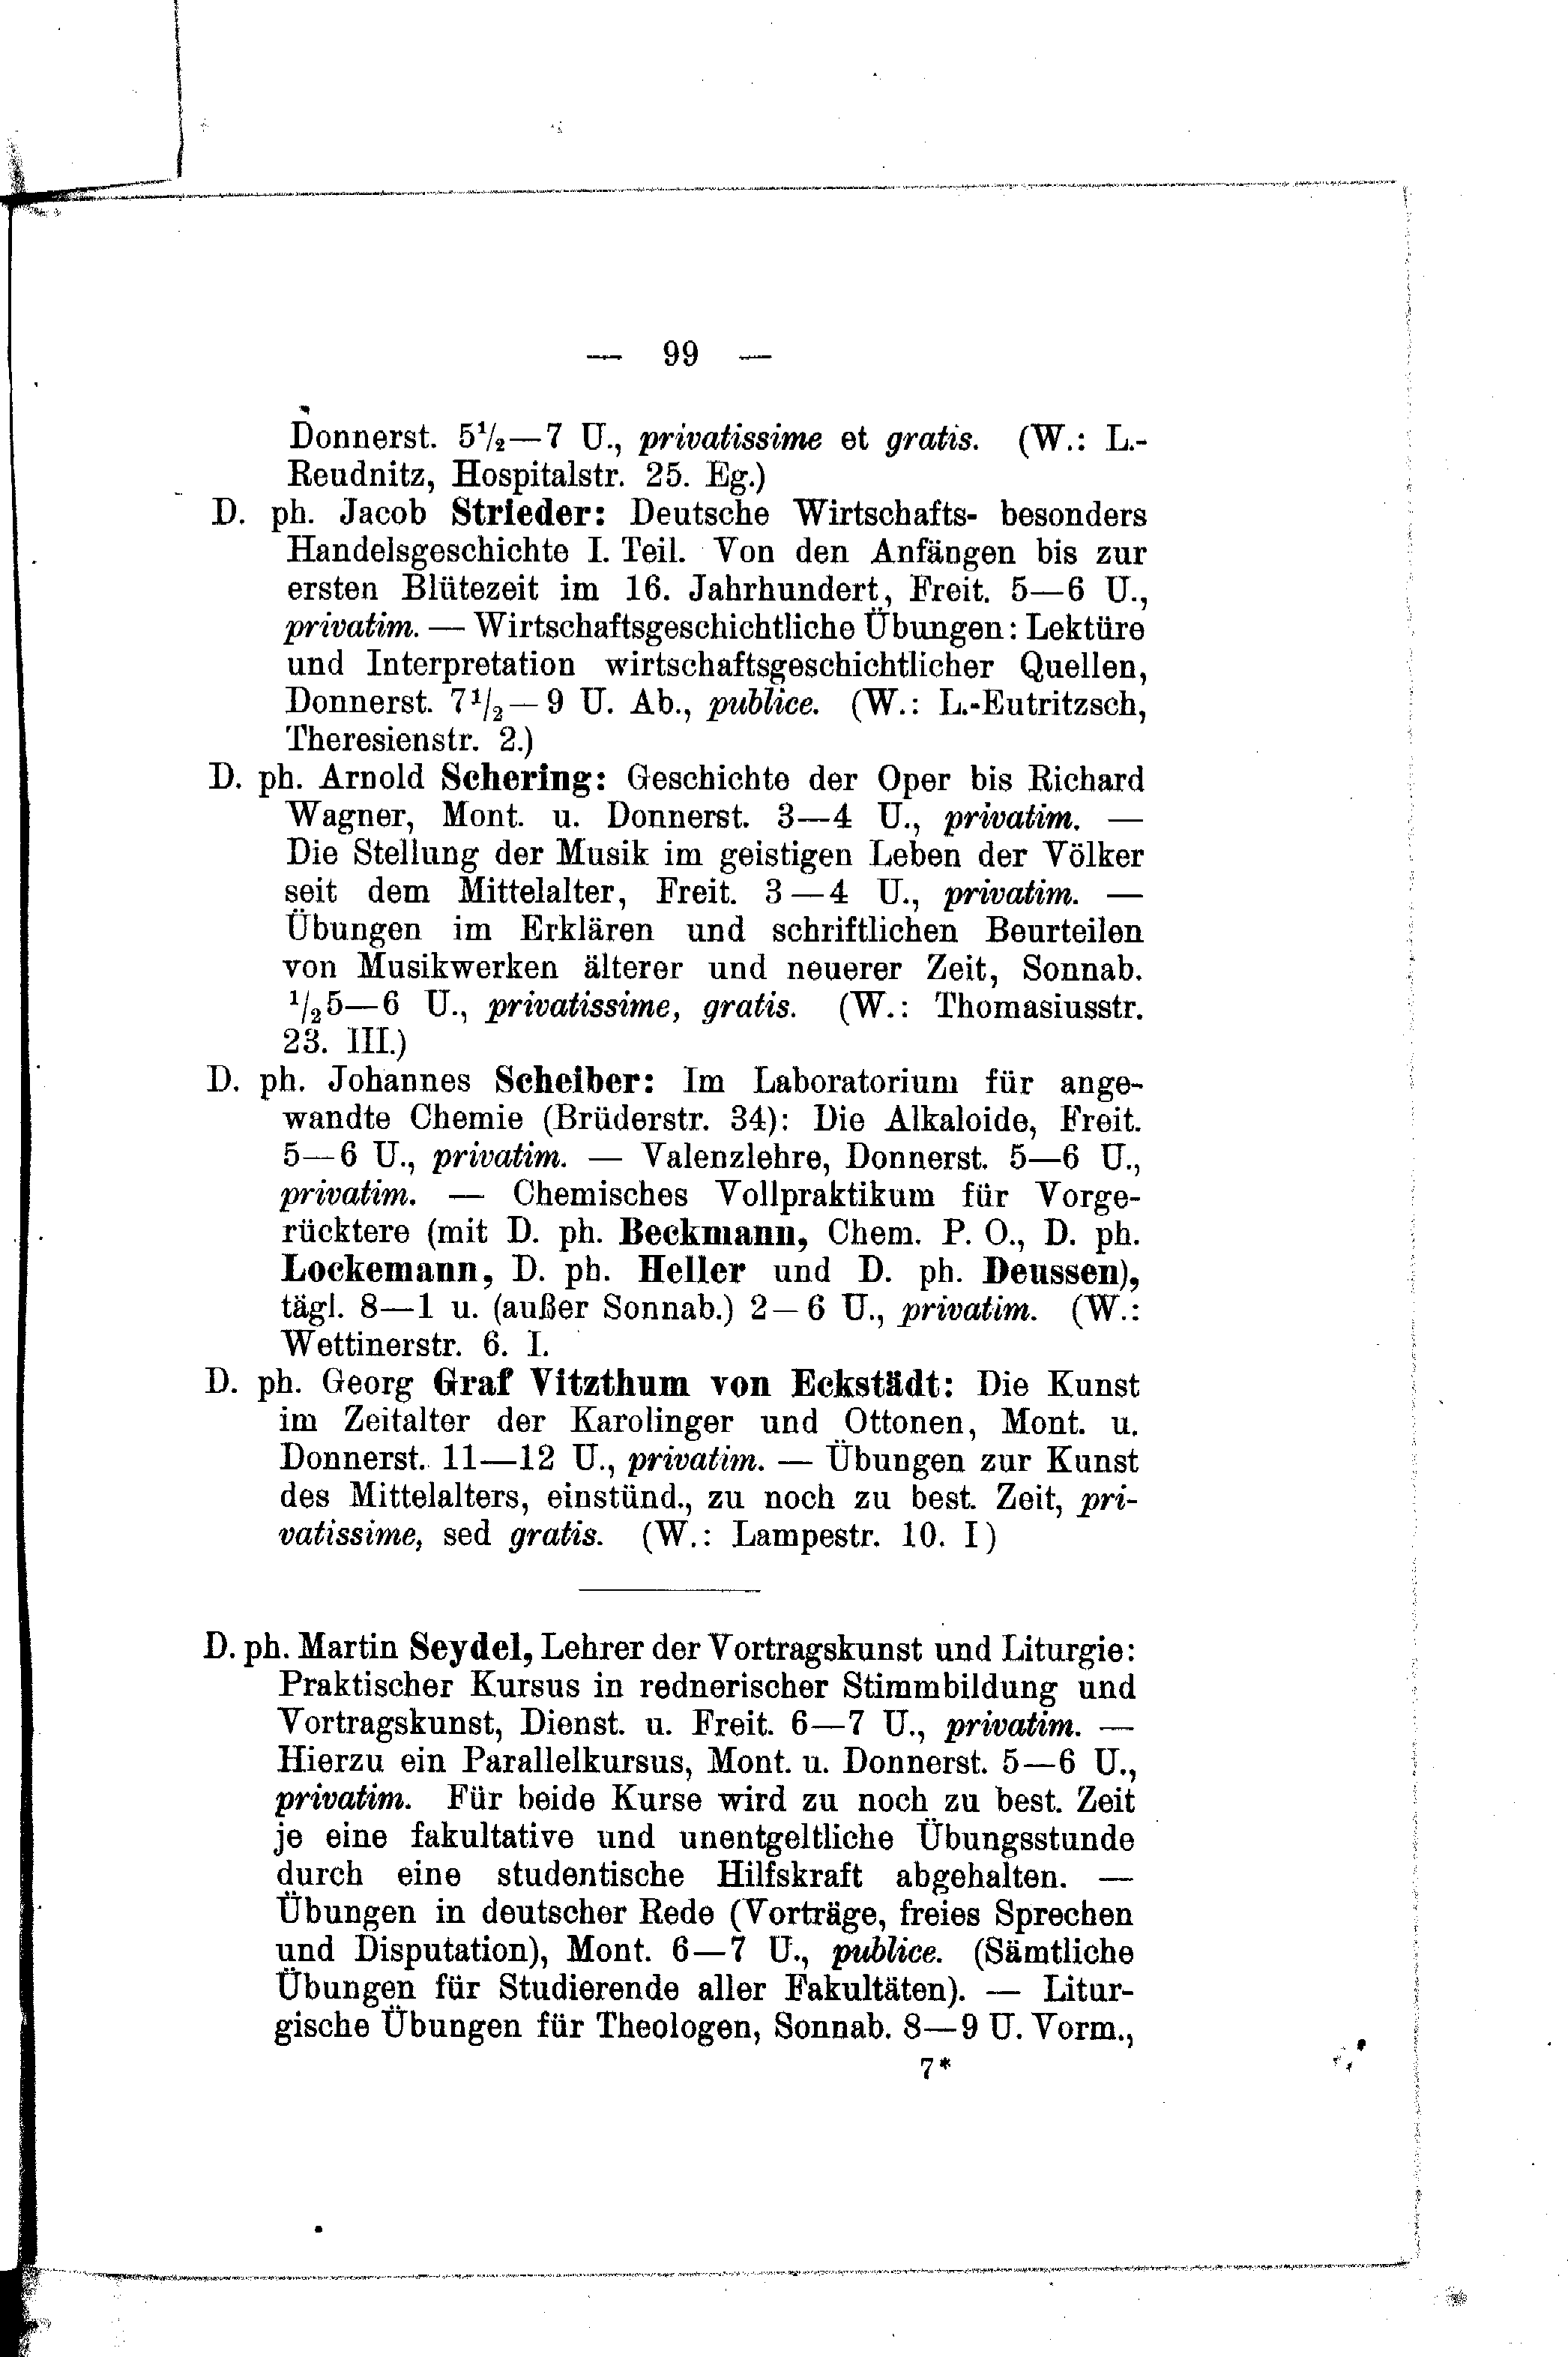 — 99 —
Donnerst. 5¹/₂—7 U., privatissime et gratis. (W.: L.-
Reudnitz, Hospitalstr. 25. Eg.)
D. ph. Jacob Strieder: Deutsche Wirtschafts- besonders
Handelsgeschichte I. Teil. Von den Anfängen bis zur
ersten Blütezeit im 16. Jahrhundert, Freit. 5—6 U.,
privatim. — Wirtschaftsgeschichtliche Übungen: Lektüre
und Interpretation wirtschaftsgeschichtlicher Quellen,
Donnerst. 7¹/₂—9 U. Ab., publice. (W.: L.-Eutritzsch,
Theresienstr. 2.)
D. ph. Arnold Schering: Geschichte der Oper bis Richard
Wagner, Mont. u. Donnerst. 3—4 U., privatim. —
Die Stellung der Musik im geistigen Leben der Völker
seit dem Mittelalter, Freit. 3—4 U., privatim. —
Übungen im Erklären und schriftlichen Beurteilen
von Musikwerken älterer und neuerer Zeit, Sonnab.
¹/₂5—6 U., privatissime, gratis. (W.: Thomasiusstr.
23. III.)
D. ph. Johannes Scheiber: Im Laboratorium für ange-
wandte Chemie (Brüderstr. 34): Die Alkaloide, Freit.
5—6 U., privatim. — Valenzlehre, Donnerst. 5—6 U.,
privatim. — Chemisches Vollpraktikum für Vorge-
rücktere (mit D. ph. Beckmann, Chem. P. O., D. ph.
Lockemann, D. ph. Heller und D. ph. Deussen),
tägl. 8—1 u. (außer Sonnab.) 2—6 U., privatim. (W.:
Wettinerstr. 6. I.
D. ph. Georg Graf Vitzthum von Eckstädt: Die Kunst
im Zeitalter der Karolinger und Ottonen, Mont. u.
Donnerst. 11—12 U., privatim. — Übungen zur Kunst
des Mittelalters, einstünd., zu noch zu best. Zeit, pri-
vatissime, sed gratis. (W.: Lampestr. 10. I)
D. ph. Martin Seydel, Lehrer der Vortragskunst und Liturgie:
Praktischer Kursus in rednerischer Stimmbildung und
Vortragskunst, Dienst. u. Freit. 6—7 U., privatim. —
Hierzu ein Parallelkursus, Mont. u. Donnerst. 5—6 U.,
privatim. Für beide Kurse wird zu noch zu best. Zeit
je eine fakultative und unentgeltliche Übungsstunde
durch eine studentische Hilfskraft abgehalten. —
Übungen in deutscher Rede (Vorträge, freies Sprechen
und Disputation), Mont. 6—7 U., publice. (Sämtliche
Übungen für Studierende aller Fakultäten). — Litur-
gische Übungen für Theologen, Sonnab. 8—9 U. Vorm.,
7*